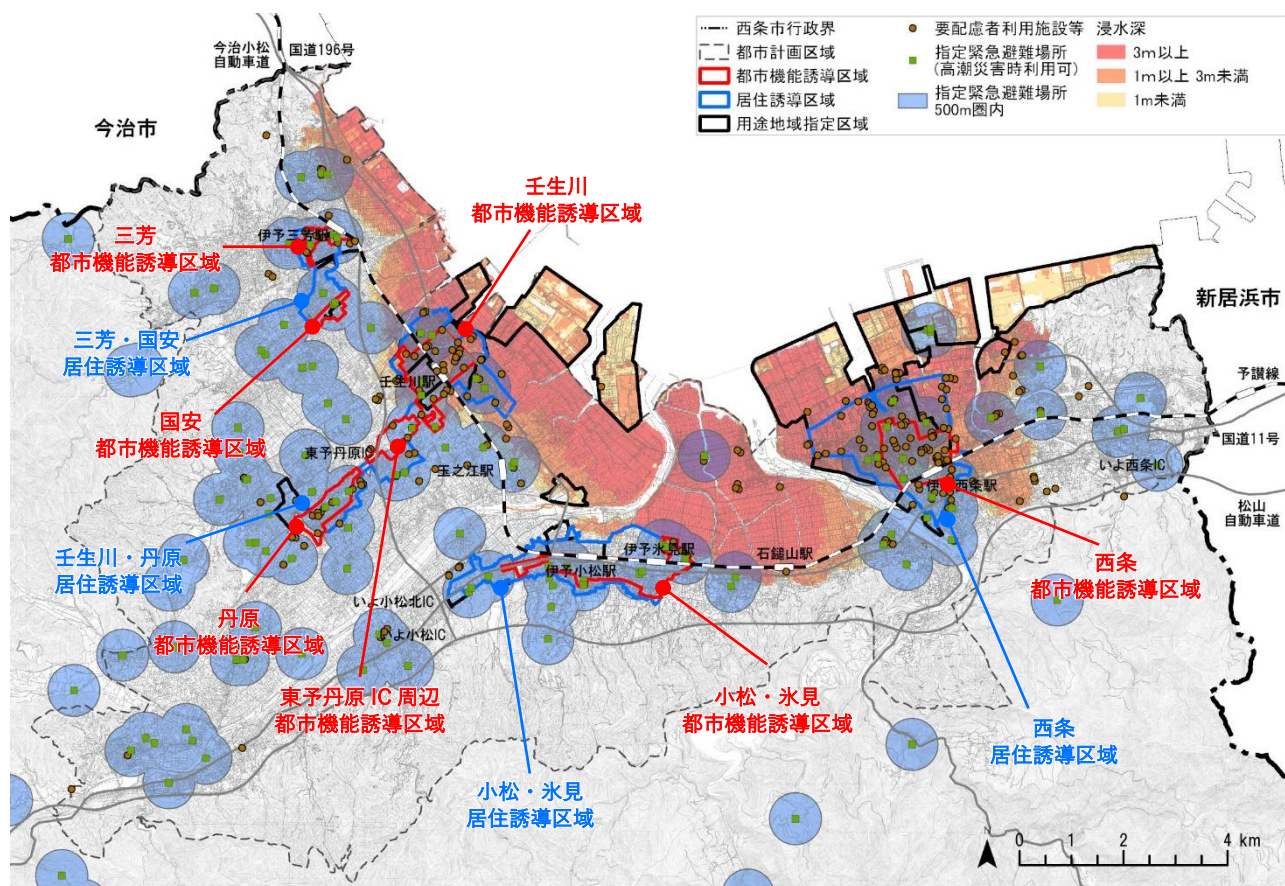 今治小松
自動車道
国道196号
西条市行政界
都市計画区域
都市機能誘導区域
居住誘導区域
用途地域指定区域
要配慮者利用施設等
指定緊急避難場所
(高潮災害時利用可)
指定緊急避難場所
500m圏内
浸水深
3m以上
1m以上 3m未満
1m未満
今治市
壬生川
都市機能誘導区域
伊予三芳駅
三芳
都市機能誘導区域
新居浜市
三芳・国安
居住誘導区域
予讃線
壬生川駅
国安
都市機能誘導区域
国道11号
東予丹原IC
玉之江駅
いよ西条IC
伊予西条駅
松山
自動車道
壬生川・丹原
居住誘導区域
伊予氷見駅
石鎚山駅
伊予小松駅
西条
都市機能誘導区域
いよ小松北IC
丹原
都市機能誘導区域
いよ小松IC
東予丹原IC周辺
都市機能誘導区域
小松・氷見
都市機能誘導区域
西条
居住誘導区域
小松・氷見
居住誘導区域
0 1 2 4 km